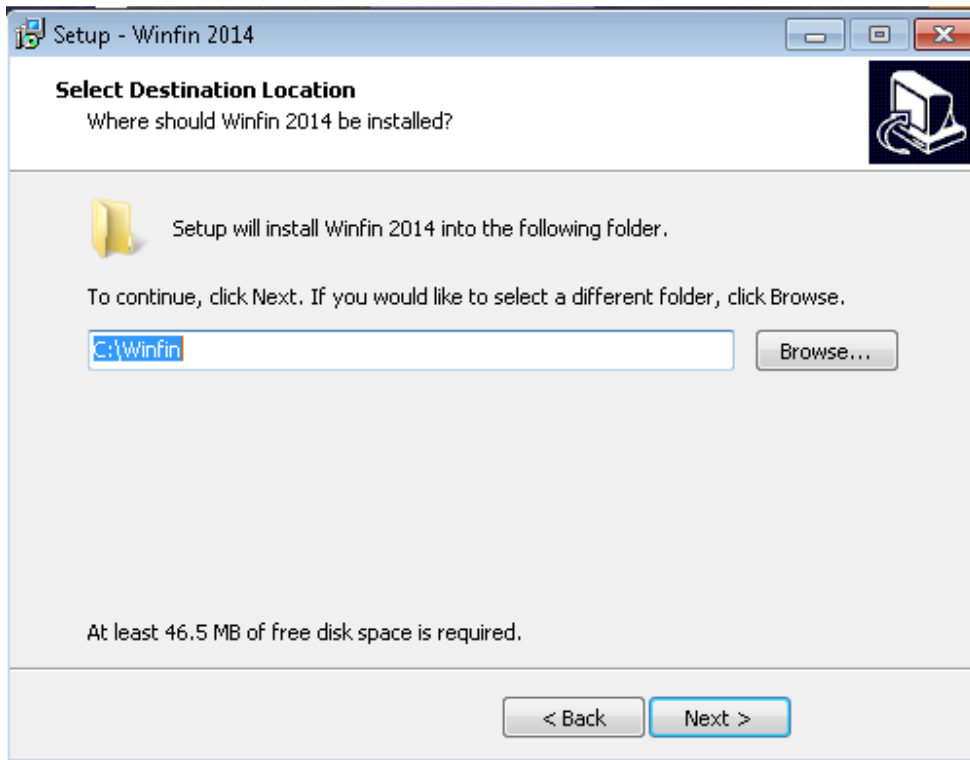 Setup - Winfin 2014
Select Destination Location
Where should Winfin 2014 be installed?
Setup will install Winfin 2014 into the following folder.
To continue, click Next. If you would like to select a different folder, click Browse.
C:\Winfin
Browse...
At least 46.5 MB of free disk space is required.
< Back
Next >